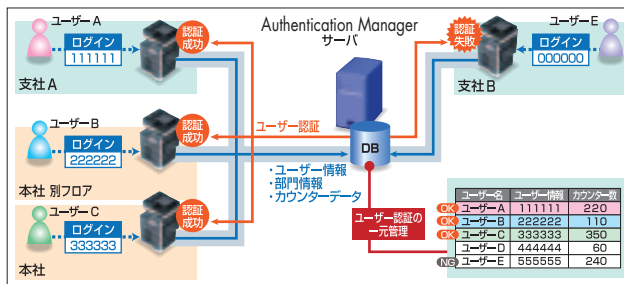 ユーザーA
ログイン
111111
認証
成功
支社A
ユーザーB
ログイン
222222
認証
成功
本社 別フロア
ユーザーC
ログイン
333333
認証
成功
本社
Authentication Manager
サーバ
DB
ユーザー認証
・ユーザー情報
・部門情報
・カウンターデータ
ユーザー認証の
一元管理
認証
失敗
ユーザーE
ログイン
000000
支社B
ユーザー名 ユーザー情報 カウンター数
OK ユーザーA 111111 220
OK ユーザーB 222222 110
OK ユーザーC 333333 350
ユーザーD 444444 60
NG ユーザーE 555555 240